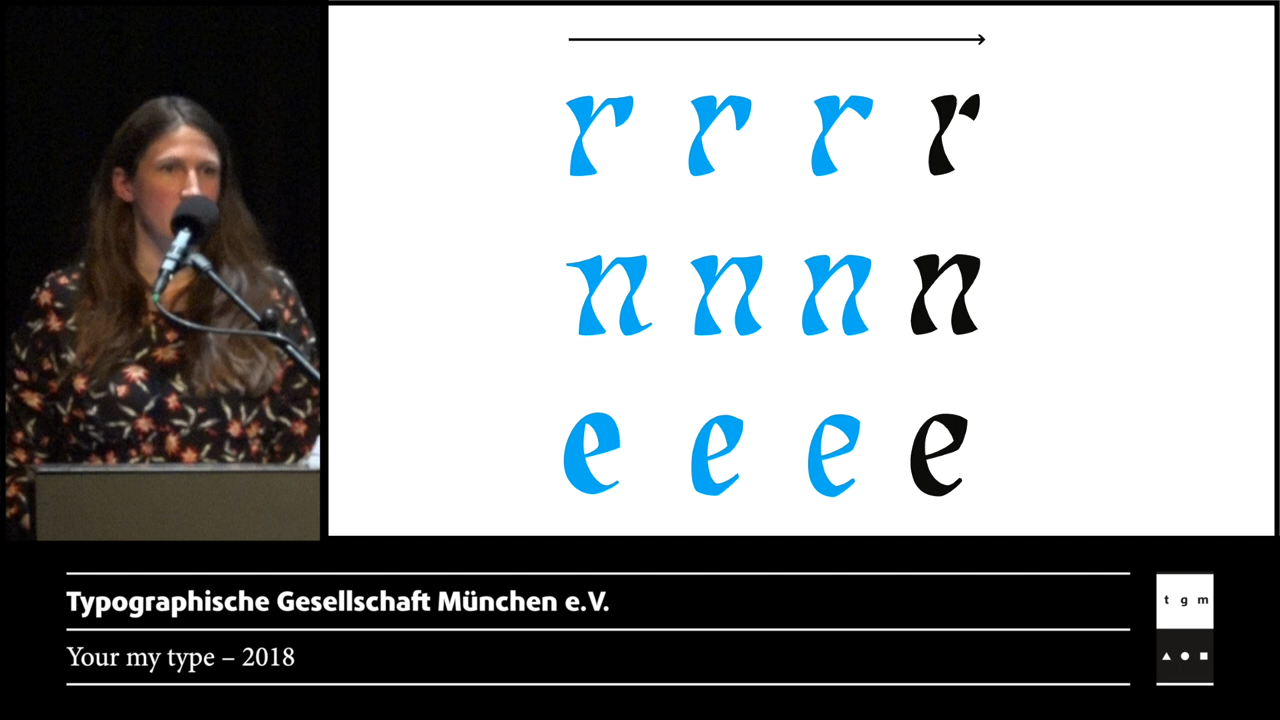 r r r r
n n n n
e e e e
Typographische Gesellschaft München e.V.
Your my type – 2018
t g m